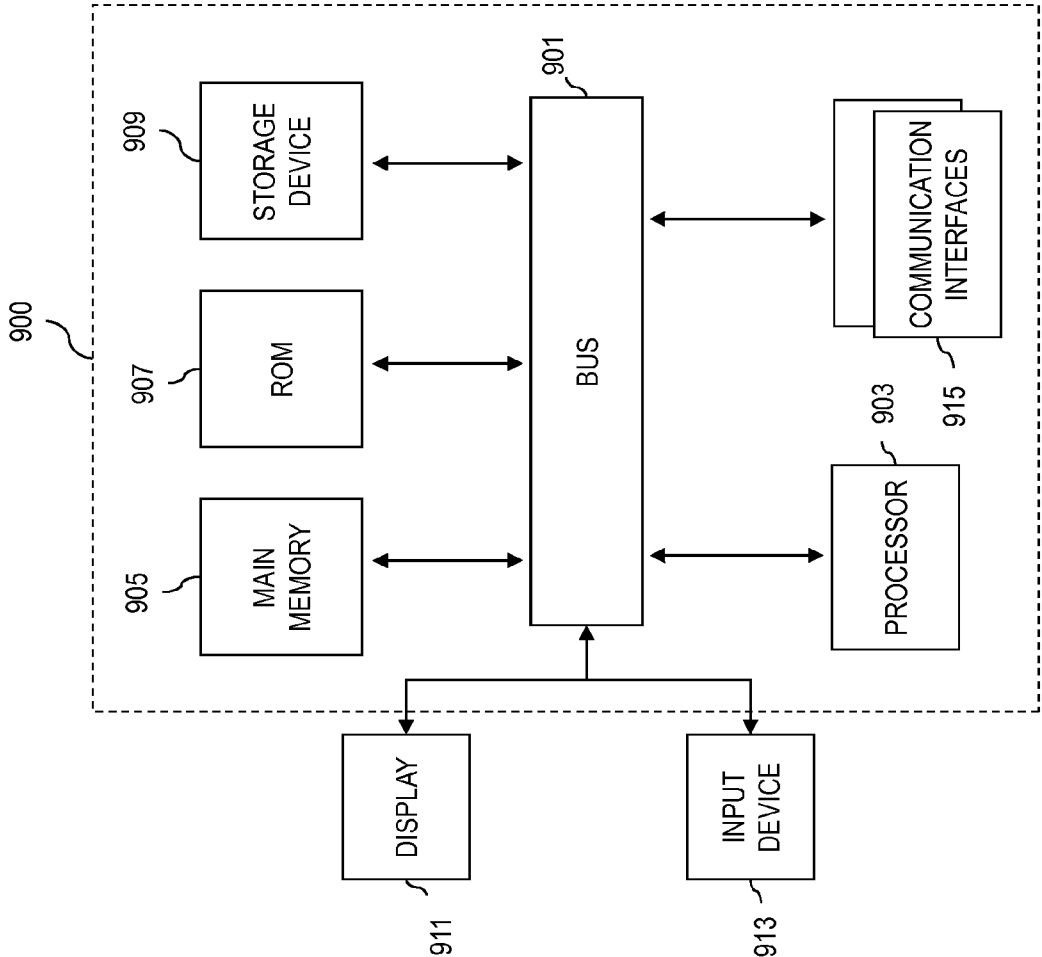 900
905
907
909
MAIN
MEMORY
ROM
STORAGE
DEVICE
911
DISPLAY
901
BUS
913
INPUT
DEVICE
903
PROCESSOR
915
COMMUNICATION
INTERFACES